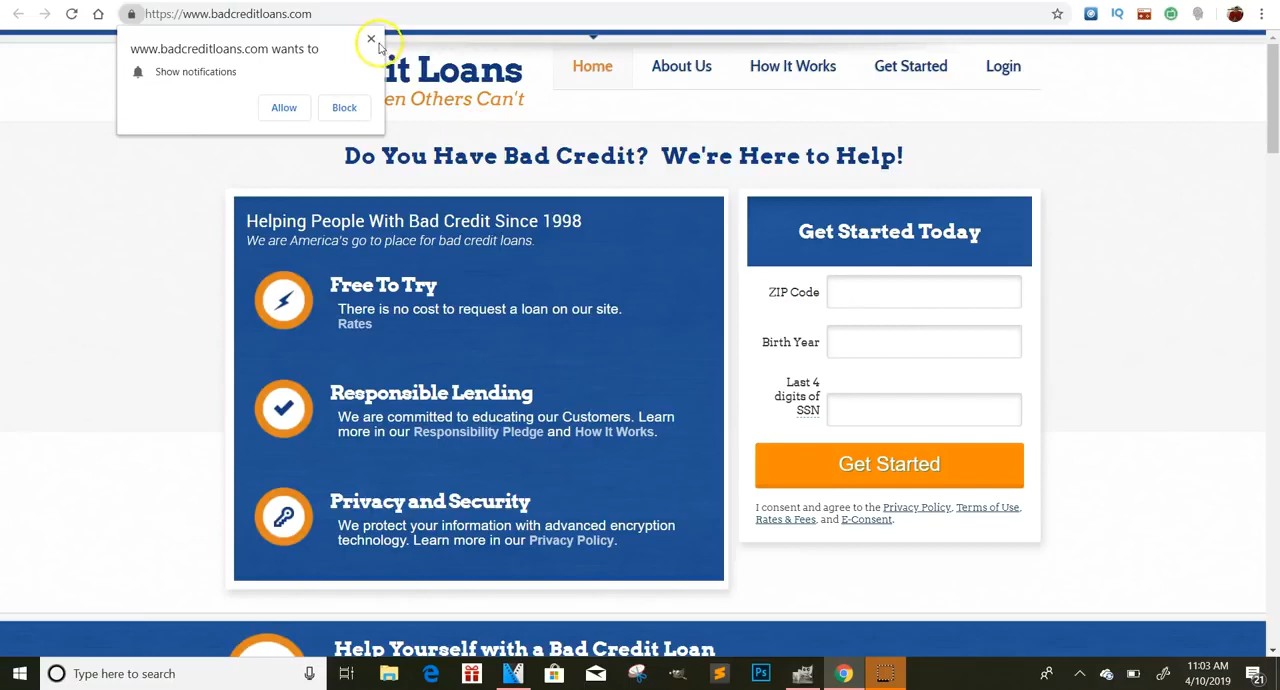 https://www.badcreditloans.com
www.badcreditloans.com wants to
Show notifications
Allow
Block
it Loans
en Others Can't
Home
About Us
How It Works
Get Started
Login
Do You Have Bad Credit? We're Here to Help!
Helping People With Bad Credit Since 1998
We are America's go to place for bad credit loans.
Free To Try
There is no cost to request a loan on our site.
Rates
Responsible Lending
We are committed to educating our Customers. Learn
more in our Responsibility Pledge and How It Works.
Privacy and Security
We protect your information with advanced encryption
technology. Learn more in our Privacy Policy.
Get Started Today
ZIP Code
Birth Year
Last 4
digits of
SSN
Get Started
I consent and agree to the Privacy Policy, Terms of Use,
Rates & Fees, and E-Consent.
Help Yourself with a Bad Credit Loan
Type here to search
Ps
11:03 AM
4/10/2019
21